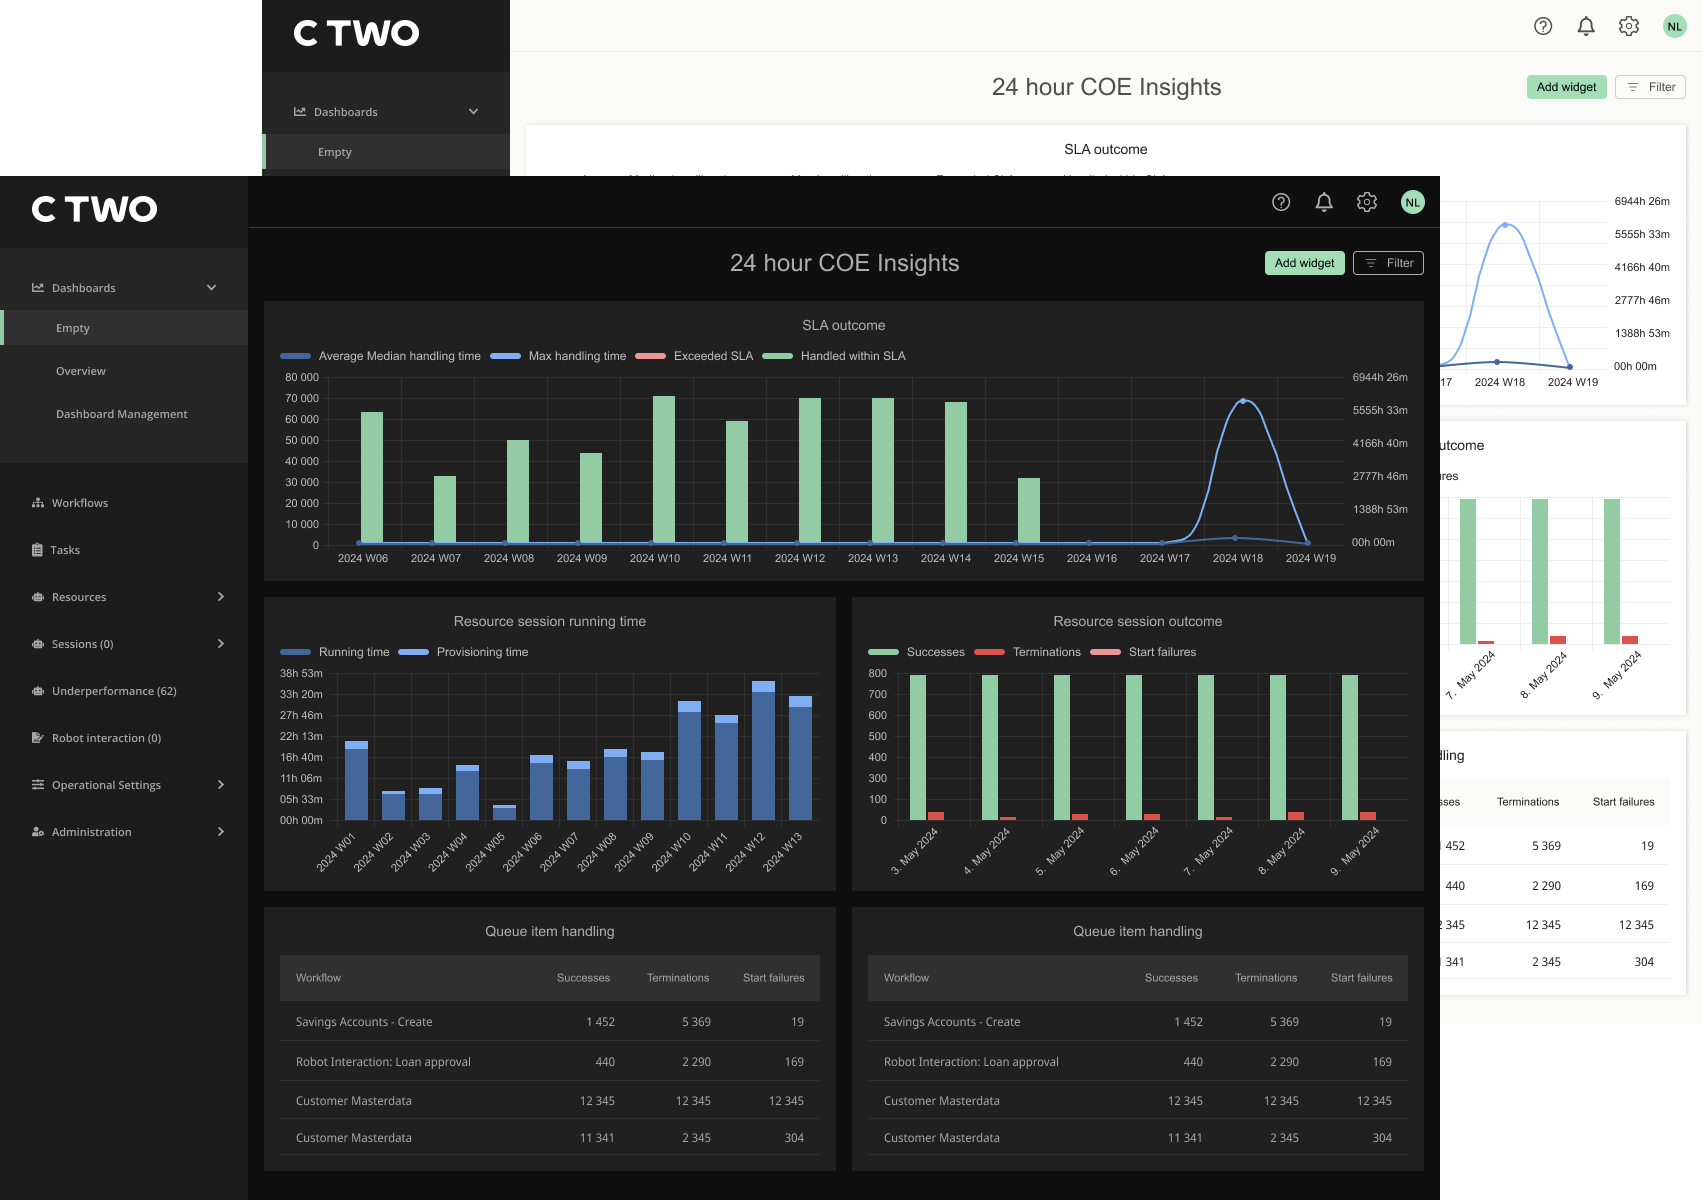 C TWO
NL
24 hour COE Insights
Add widget
Filter
Dashboards
Empty
SLA outcome
6944h 26m
5555h 33m
4166h 40m
2777h 46m
1388h 53m
00h 00m
17
2024 W18
2024 W19
utcome
res
7. May 2024
8. May 2024
9. May 2024
lling
sses
Terminations
Start failures
452
5 369
19
440
2 290
169
345
12 345
12 345
341
2 345
304
C TWO
NL
24 hour COE Insights
Add widget
Filter
Dashboards
Empty
Overview
Dashboard Management
Workflows
Tasks
Resources
Sessions (0)
Underperformance (62)
Robot interaction (0)
Operational Settings
Administration
SLA outcome
Average Median handling time
Max handling time
Exceeded SLA
Handled within SLA
80 000
70 000
60 000
50 000
40 000
30 000
20 000
10 000
0
6944h 26m
5555h 33m
4166h 40m
2777h 46m
1388h 53m
00h 00m
2024 W06
2024 W07
2024 W08
2024 W09
2024 W10
2024 W11
2024 W12
2024 W13
2024 W14
2024 W15
2024 W16
2024 W17
2024 W18
2024 W19
Resource session running time
Running time
Provisioning time
38h 53m
33h 20m
27h 46m
22h 13m
16h 40m
11h 06m
05h 33m
00h 00m
2024 W01
2024 W02
2024 W03
2024 W04
2024 W05
2024 W06
2024 W07
2024 W08
2024 W09
2024 W10
2024 W11
2024 W12
2024 W13
Resource session outcome
Successes
Terminations
Start failures
800
700
600
500
400
300
100
0
3. May 2024
4. May 2024
5. May 2024
6. May 2024
7. May 2024
8. May 2024
9. May 2024
Queue item handling
Workflow
Successes
Terminations
Start failures
Savings Accounts - Create
1 452
5 369
19
Robot Interaction: Loan approval
440
2 290
169
Customer Masterdata
12 345
12 345
12 345
Customer Masterdata
11 341
2 345
304
Queue item handling
Workflow
Successes
Terminations
Start failures
Savings Accounts - Create
1 452
5 369
19
Robot Interaction: Loan approval
440
2 290
169
Customer Masterdata
12 345
12 345
12 345
Customer Masterdata
11 341
2 345
304